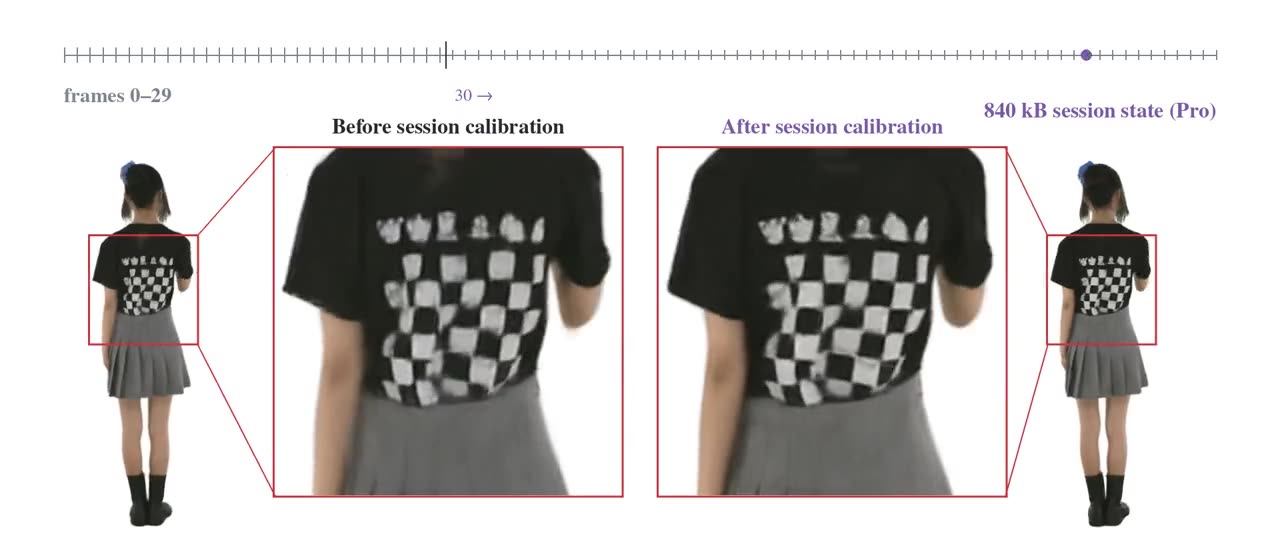 frames 0–29
30 →
840 kB session state (Pro)
Before session calibration
After session calibration